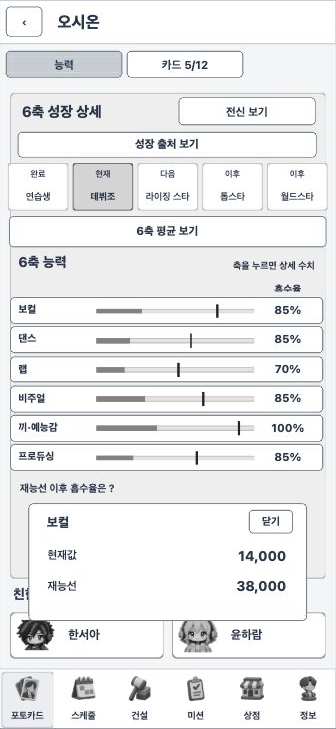 ‹ 오시온
능력 카드 5/12
6축 성장 상세 전신 보기
성장 출처 보기
완료 현재 다음 이후 이후
연습생 데뷔조 라이징 스타 톱스타 월드스타
6축 평균 보기
6축 능력 축을 누르면 상세 수치
흡수율
보컬 85%
댄스 85%
랩 70%
비주얼 85%
끼·예능감 100%
프로듀싱 85%
재능선 이후 흡수율은 ?
보컬 닫기
현재값 14,000
재능선 38,000
한서아 윤하람
포토카드 스케줄 건설 미션 상점 정보